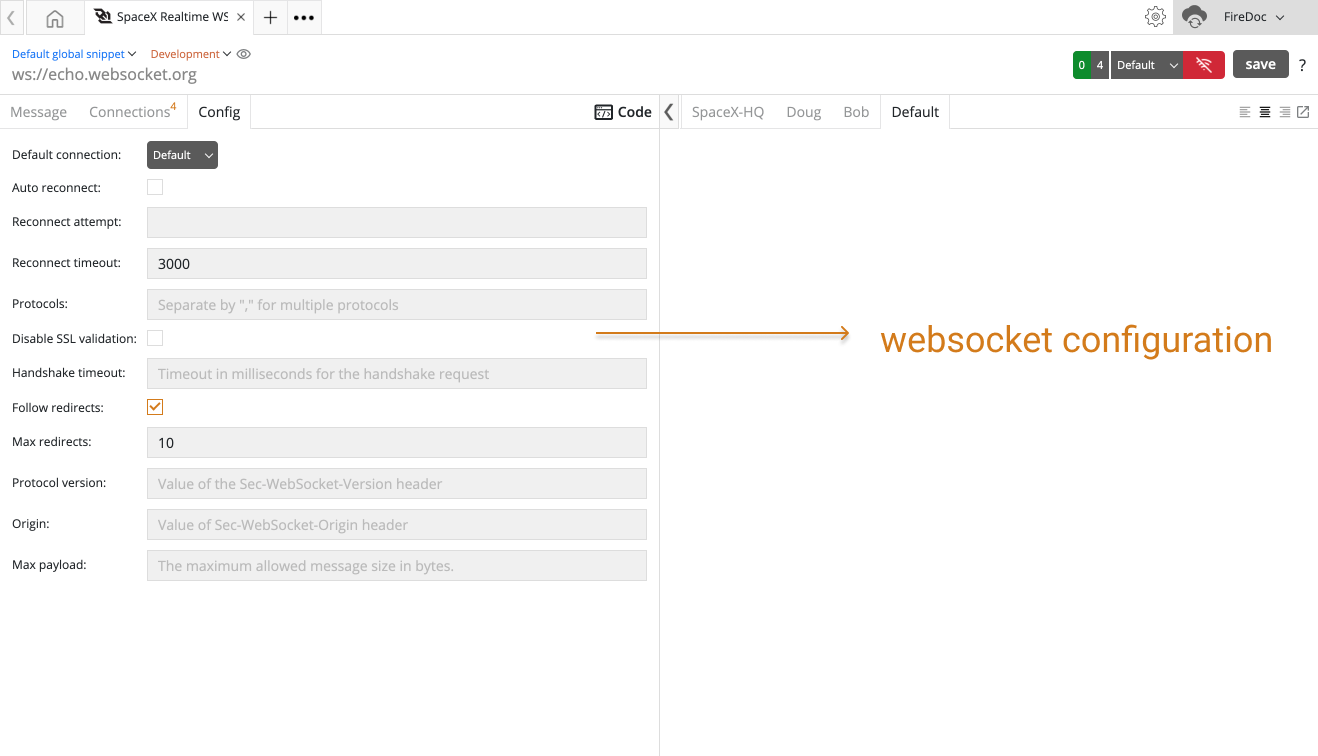 SpaceX Realtime WS
FireDoc
Default global snippet Development
ws://echo.websocket.org
0 4 Default save ?
Message Connections 4 Config Code
SpaceX-HQ Doug Bob Default
Default connection: Default
Auto reconnect:
Reconnect attempt:
Reconnect timeout: 3000
Protocols: Separate by "," for multiple protocols
Disable SSL validation:
websocket configuration
Handshake timeout: Timeout in milliseconds for the handshake request
Follow redirects:
Max redirects: 10
Protocol version: Value of the Sec-WebSocket-Version header
Origin: Value of Sec-WebSocket-Origin header
Max payload: The maximum allowed message size in bytes.